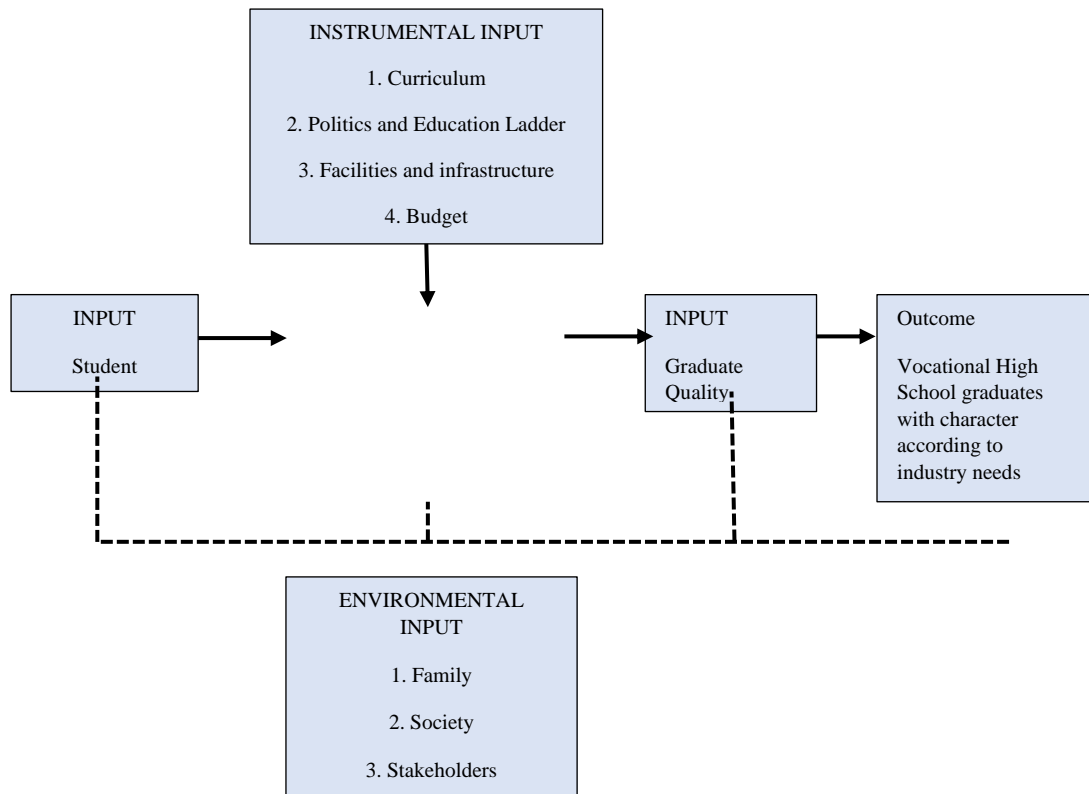 INSTRUMENTAL INPUT
1. Curriculum
2. Politics and Education Ladder
3. Facilities and infrastructure
4. Budget
INPUT
Student
INPUT
Graduate
Quality
Outcome
Vocational High
School graduates
with character
according to
industry needs
ENVIRONMENTAL
INPUT
1. Family
2. Society
3. Stakeholders